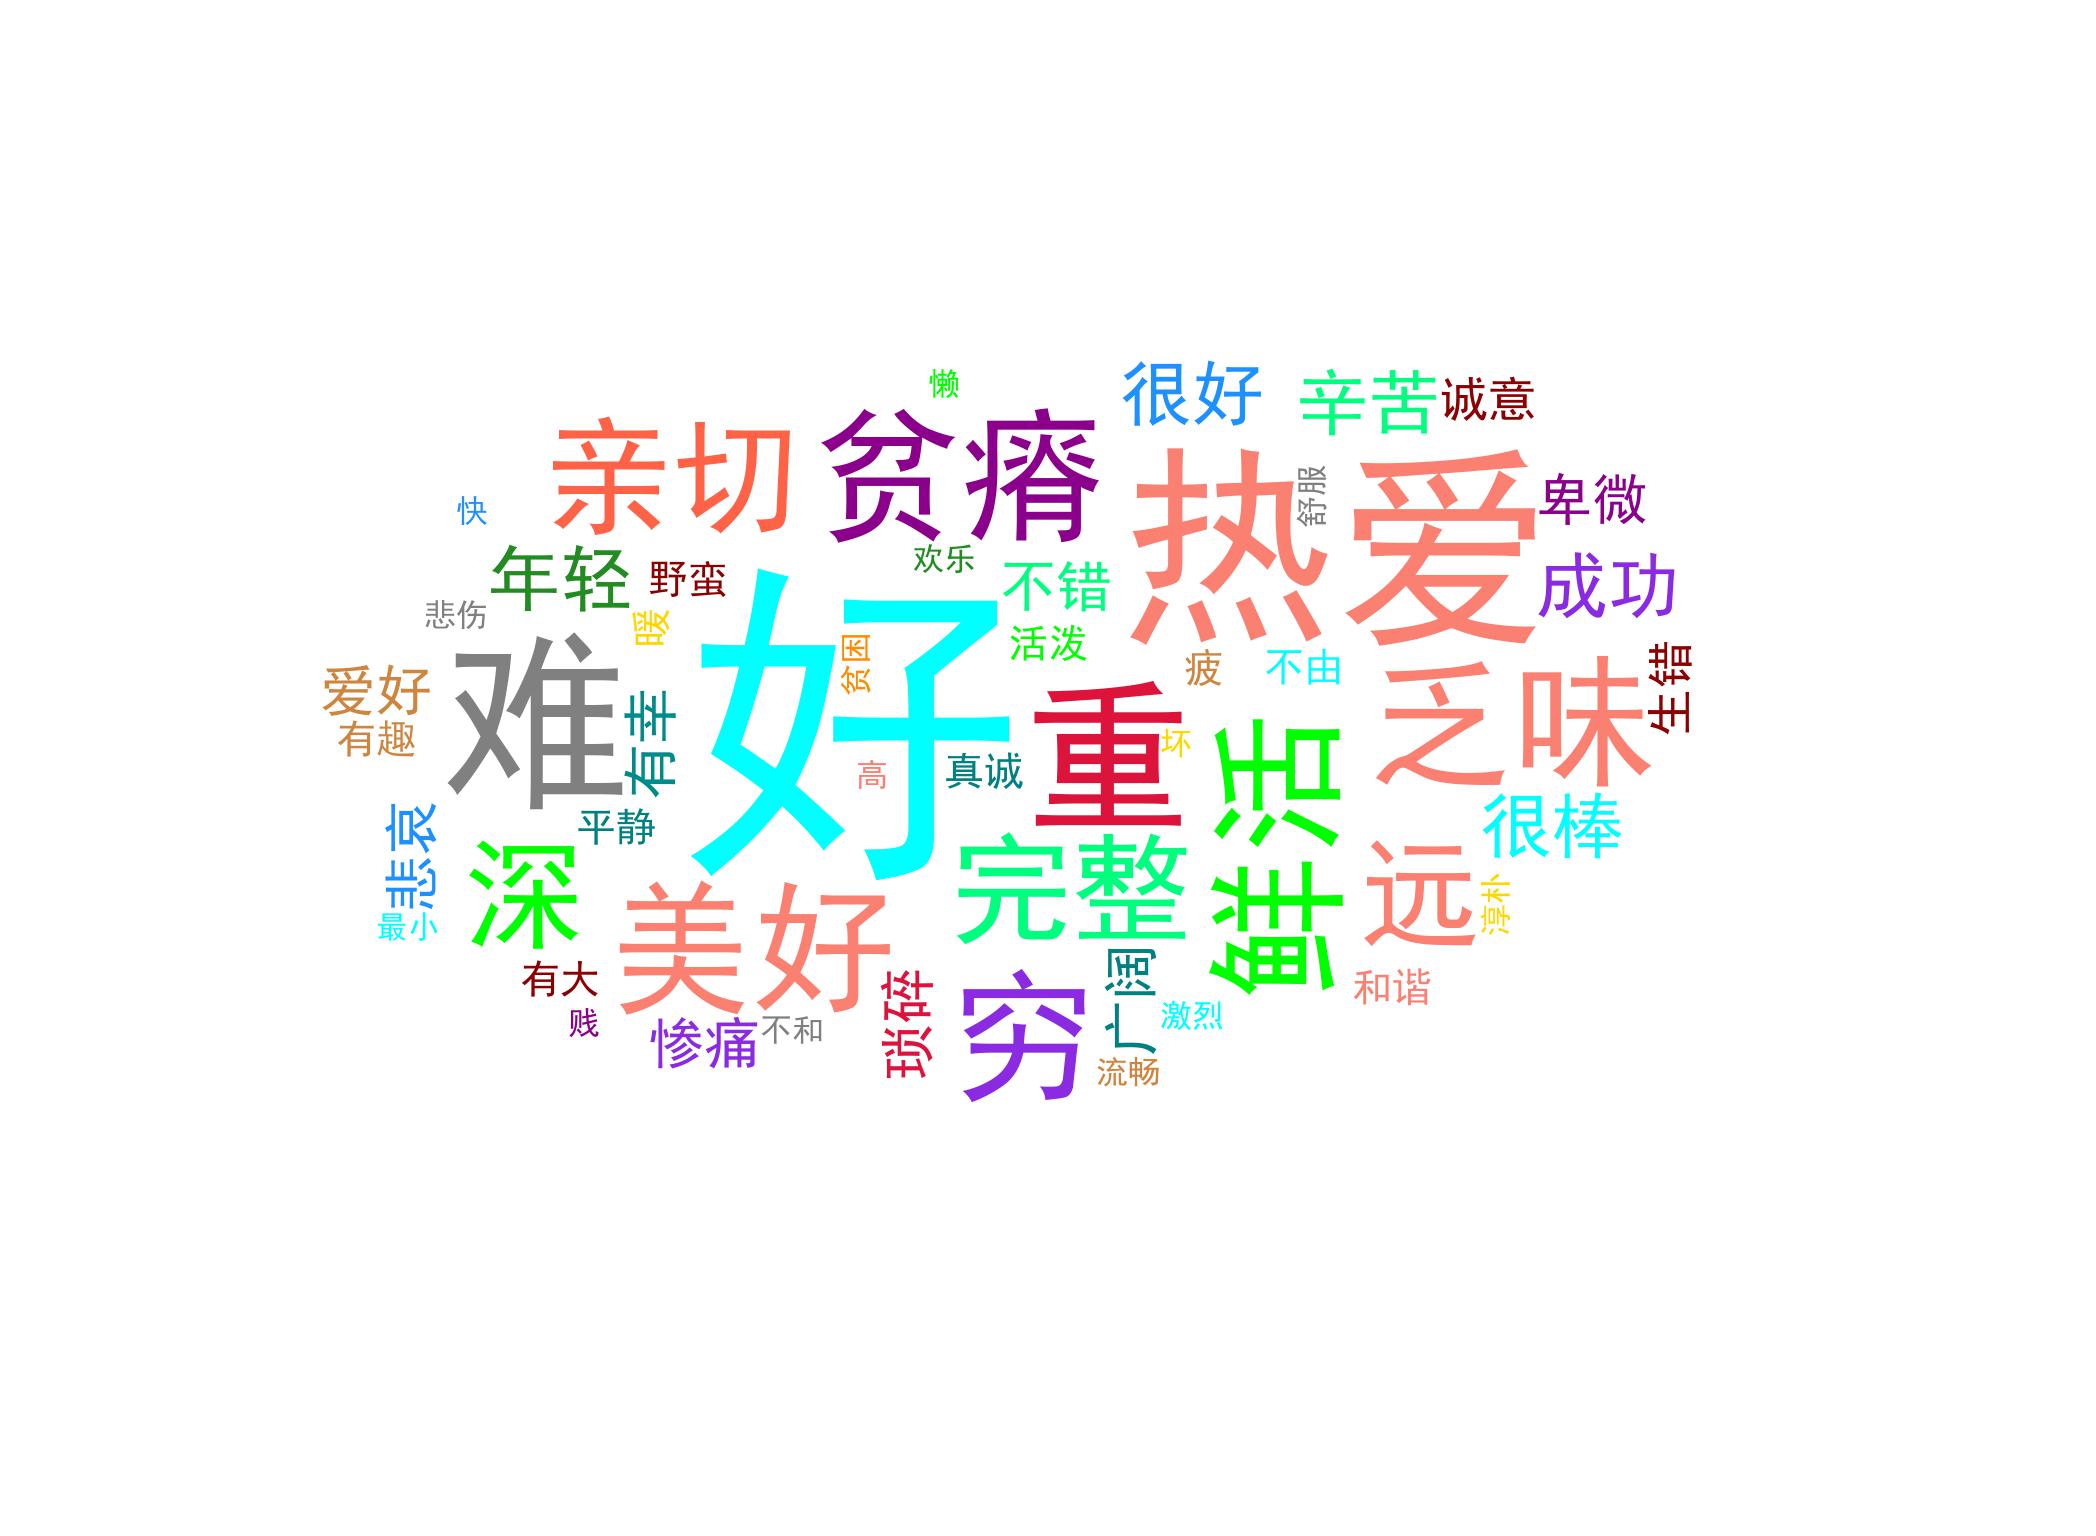 懒
很好
辛苦
诚意
亲切
贫瘠
热爱
舒服
卑微
快
年轻
野蛮
欢乐
不错
成功
悲伤
暖
好
贫困
活泼
疲
不由
生错
爱好
有趣
难
有幸
重
坏
鲜活
乏味
高
真诚
平静
悲哀
最小
深
美好
完整
远
很棒
淳朴
有大
贱
惨痛
不和
琐碎
穷
广阔
激烈
和谐
流畅